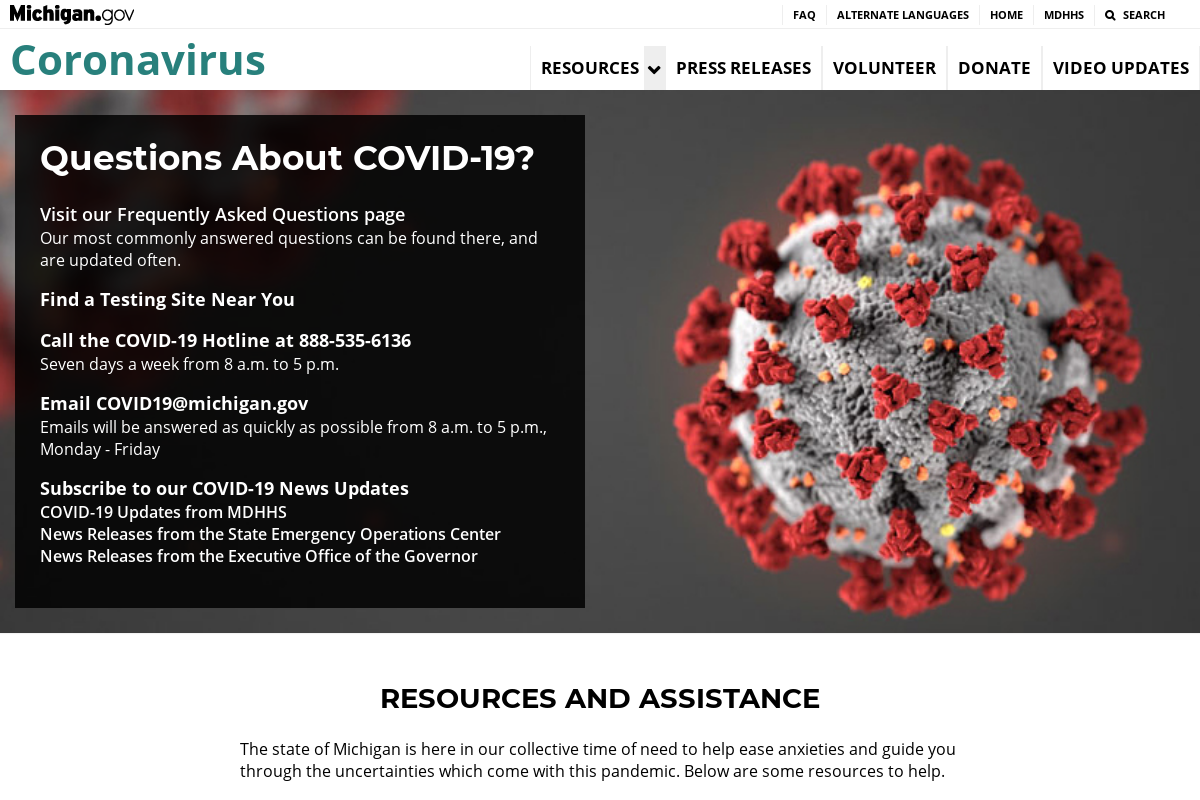 Michigan.gov
FAQ
ALTERNATE LANGUAGES
HOME
MDHHS
SEARCH
Coronavirus
RESOURCES
PRESS RELEASES
VOLUNTEER
DONATE
VIDEO UPDATES
Questions About COVID-19?
Visit our Frequently Asked Questions page
Our most commonly answered questions can be found there, and
are updated often.
Find a Testing Site Near You
Call the COVID-19 Hotline at 888-535-6136
Seven days a week from 8 a.m. to 5 p.m.
Email COVID19@michigan.gov
Emails will be answered as quickly as possible from 8 a.m. to 5 p.m.,
Monday - Friday
Subscribe to our COVID-19 News Updates
COVID-19 Updates from MDHHS
News Releases from the State Emergency Operations Center
News Releases from the Executive Office of the Governor
RESOURCES AND ASSISTANCE
The state of Michigan is here in our collective time of need to help ease anxieties and guide you
through the uncertainties which come with this pandemic. Below are some resources to help.